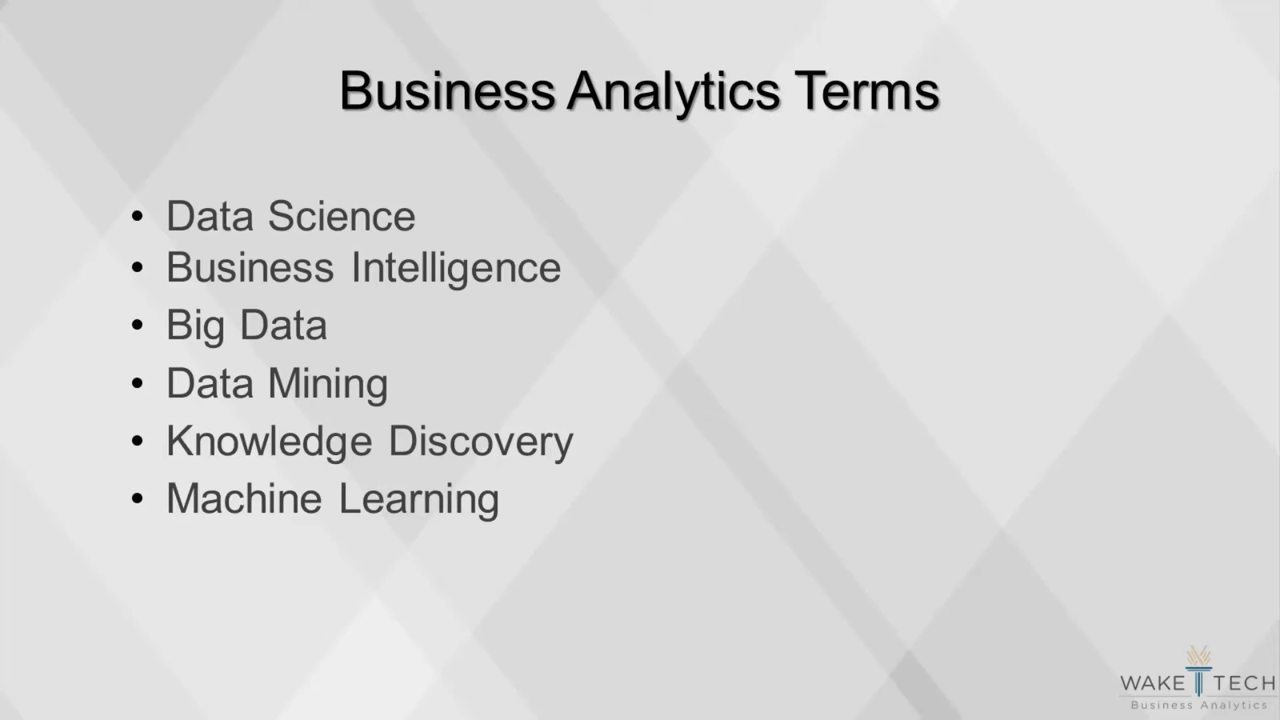 Business Analytics Terms
• Data Science
• Business Intelligence
• Big Data
• Data Mining
• Knowledge Discovery
• Machine Learning
WAKE TECH
Business Analytics